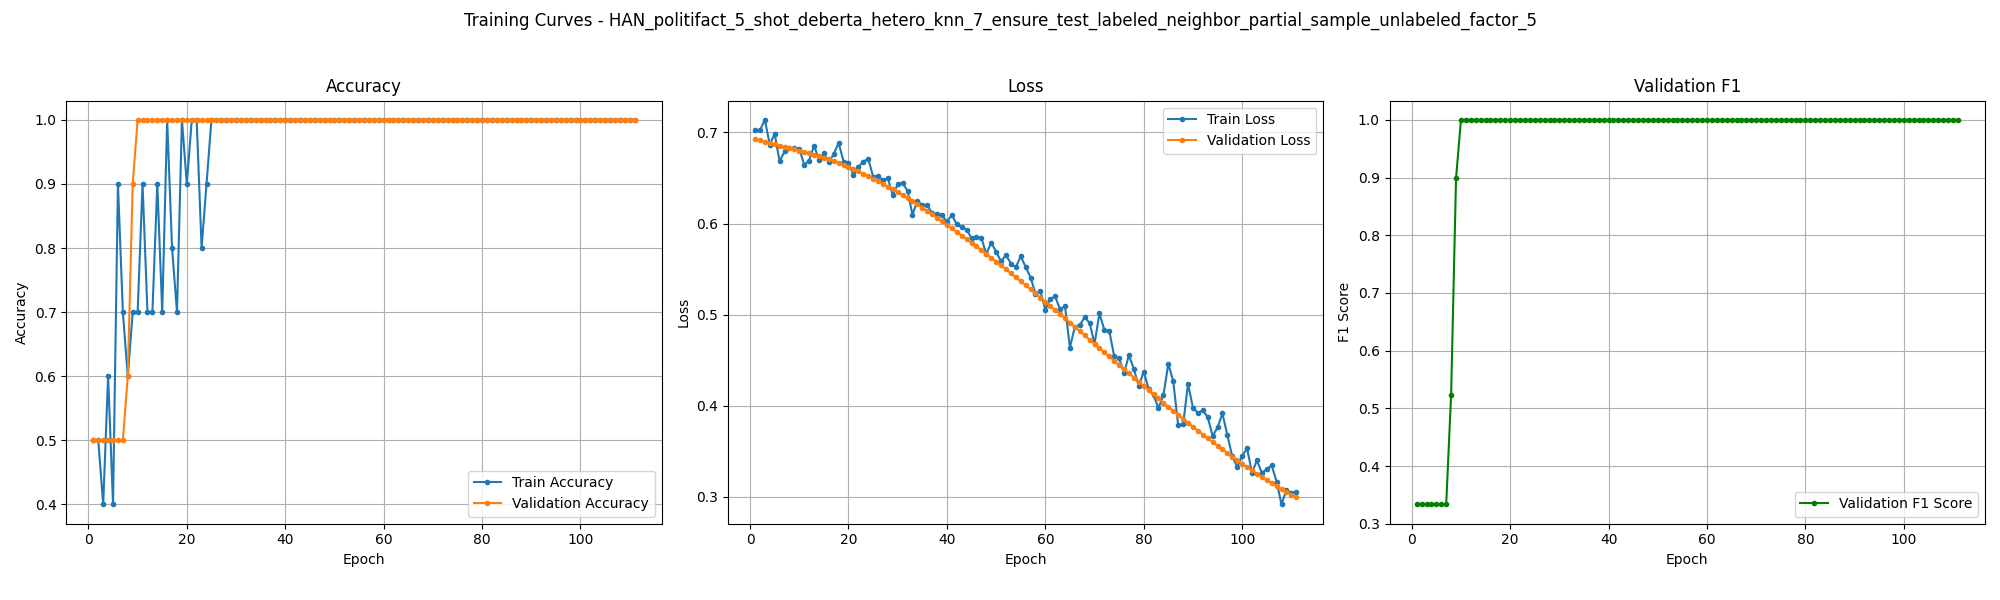 Training Curves - HAN_politifact_5_shot_deberta_hetero_knn_7_ensure_test_labeled_neighbor_partial_sample_unlabeled_factor_5
Accuracy
1.0
0.9
0.8
0.7
0.6
0.5
0.4
Accuracy
0 20 40 60 80 100
Epoch
Train Accuracy
Validation Accuracy
Loss
0.7
0.6
0.5
0.4
0.3
Loss
0 20 40 60 80 100
Epoch
Train Loss
Validation Loss
Validation F1
1.0
0.9
0.8
0.7
0.6
0.5
0.4
0.3
F1 Score
0 20 40 60 80 100
Epoch
Validation F1 Score